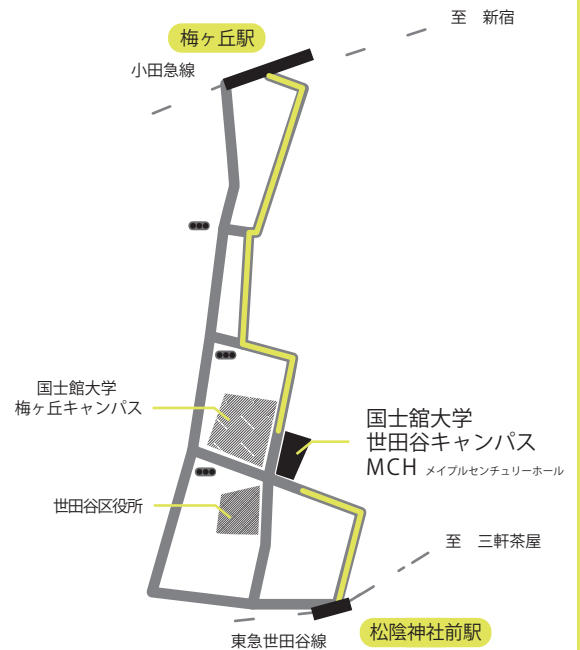 至　新宿
梅ヶ丘駅
小田急線
国士館大学
梅ヶ丘キャンパス
国士舘大学
世田谷キャンパス
MCH メイプルセンチュリーホール
世田谷区役所
至　三軒茶屋
松陰神社前駅
東急世田谷線